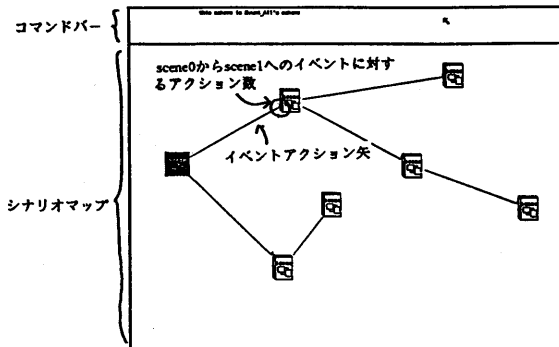 コマンドバー
scene0からscene1へのイベントに対す
るアクション数
イベントアクション矢
シナリオマップ